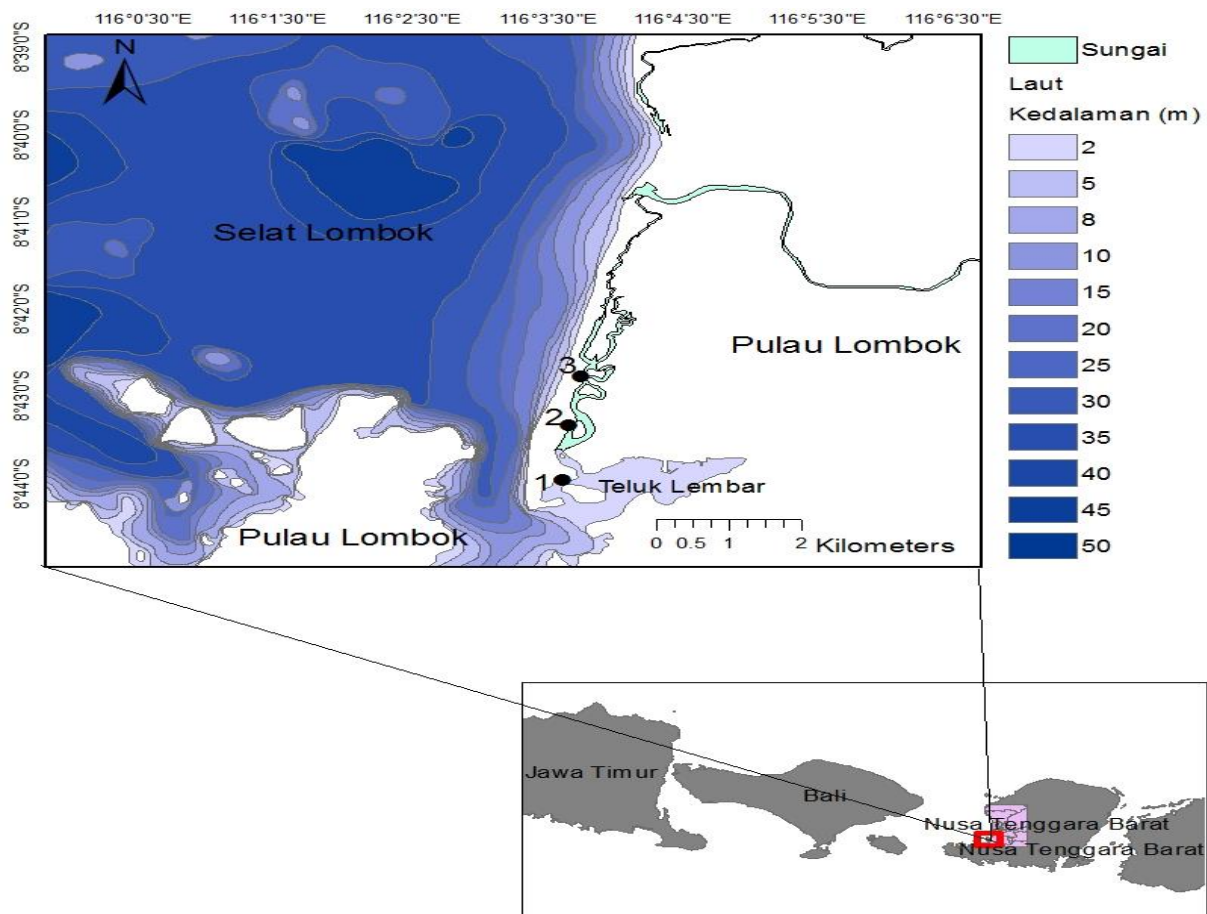 116°0'30"E 116°1'30"E 116°2'30"E 116°3'30"E 116°4'30"E 116°5'30"E 116°6'30"E
8°39'0"S
8°40'0"S
8°41'0"S
8°42'0"S
8°43'0"S
8°44'0"S
N
Selat Lombok
Pulau Lombok
3
2
1
Teluk Lembar
Pulau Lombok
0 0.5 1 2 Kilometers
Sungai
Laut
Kedalaman (m)
2
5
8
10
15
20
25
30
35
40
45
50
Jawa Timur
Bali
Nusa Tenggara Barat
Nusa Tenggara Barat